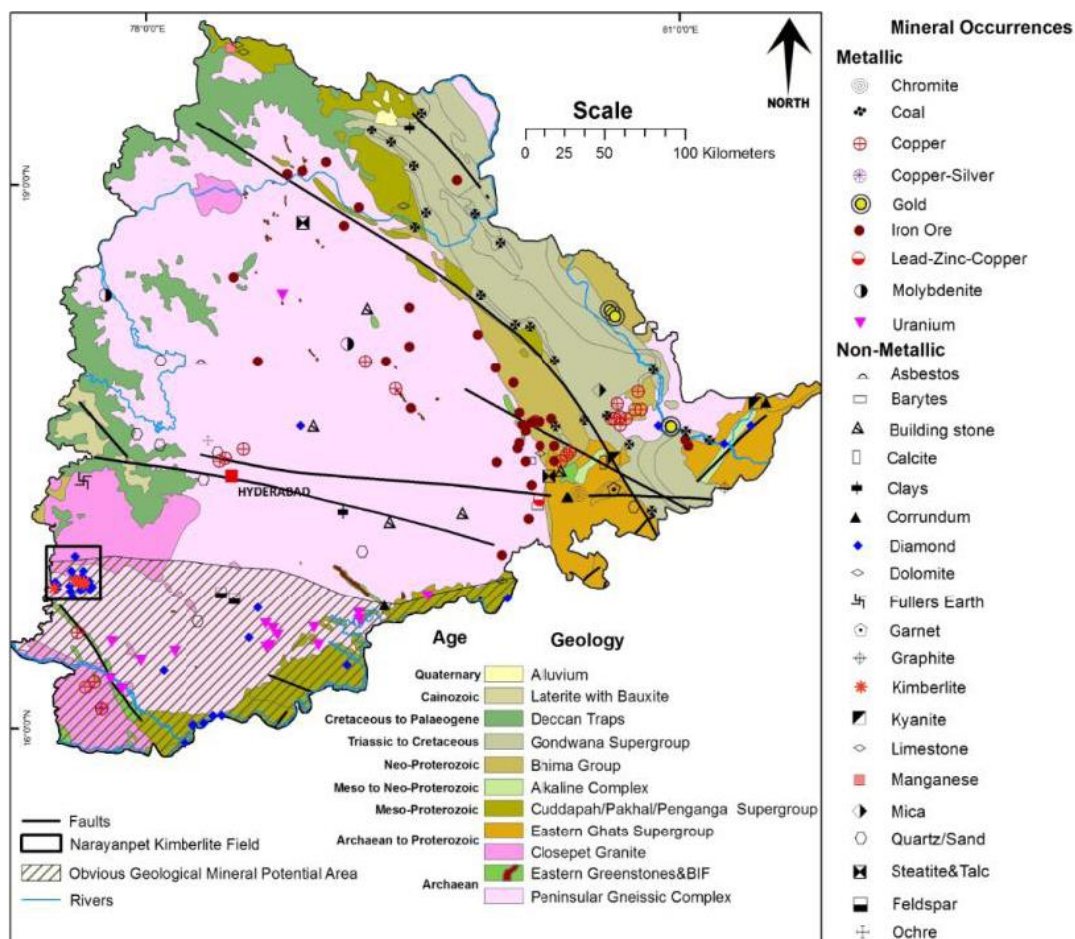 78°0'0"E
81°0'0"E
19°0'0"N
16°0'0"N
NORTH
Scale
0 25 50 100 Kilometers
HYDERABAD
Age Geology
Quaternary Alluvium
Cainozoic Laterite with Bauxite
Cretaceous to Palaeogene Deccan Traps
Triassic to Cretaceous Gondwana Supergroup
Neo-Proterozoic Bhima Group
Meso to Neo-Proterozoic Alkaline Complex
Meso-Proterozoic Cuddapah/Pakhal/Penganga Supergroup
Archaean to Proterozoic Eastern Ghats Supergroup
Closepet Granite
Archaean Eastern Greenstones&BIF
Peninsular Gneissic Complex
Faults
Narayanpet Kimberlite Field
Obvious Geological Mineral Potential Area
Rivers
Mineral Occurrences
Metallic
Chromite
Coal
Copper
Copper-Silver
Gold
Iron Ore
Lead-Zinc-Copper
Molybdenite
Uranium
Non-Metallic
Asbestos
Barytes
Building stone
Calcite
Clays
Corrundum
Diamond
Dolomite
Fullers Earth
Garnet
Graphite
Kimberlite
Kyanite
Limestone
Manganese
Mica
Quartz/Sand
Steatite&Talc
Feldspar
Ochre